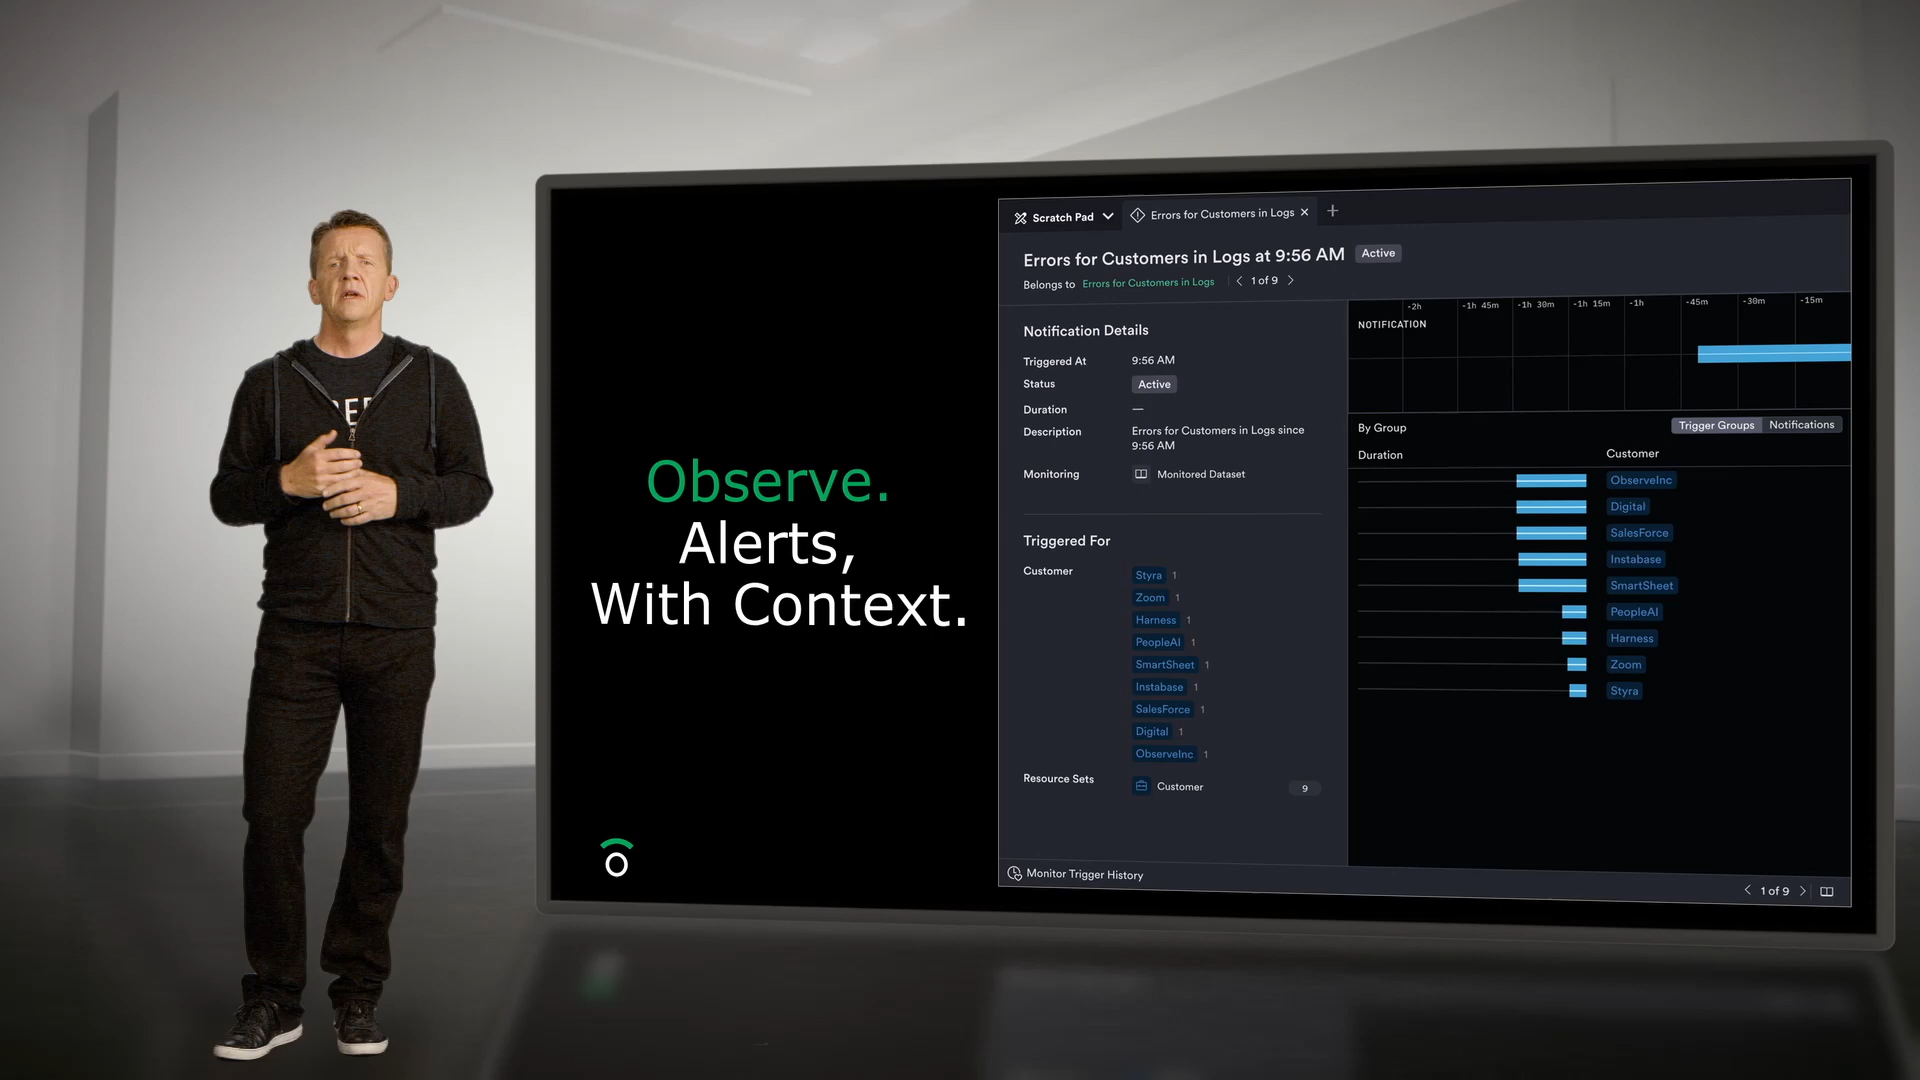 Observe.
Alerts,
With Context.
Scratch Pad
Errors for Customers in Logs
Errors for Customers in Logs at 9:56 AM Active
Belongs to Errors for Customers in Logs 1 of 9
Notification Details
Triggered At 9:56 AM
Status Active
Duration —
Description Errors for Customers in Logs since
9:56 AM
Monitoring Monitored Dataset
Triggered For
Customer
Styra 1
Zoom 1
Harness 1
PeopleAI 1
SmartSheet 1
Instabase 1
SalesForce 1
Digital 1
ObserveInc 1
Resource Sets Customer 9
-2h -1h 45m -1h 30m -1h 15m -1h -45m -30m -15m
NOTIFICATION
By Group Trigger Groups Notifications
Duration Customer
ObserveInc
Digital
SalesForce
Instabase
SmartSheet
PeopleAI
Harness
Zoom
Styra
Monitor Trigger History 1 of 9